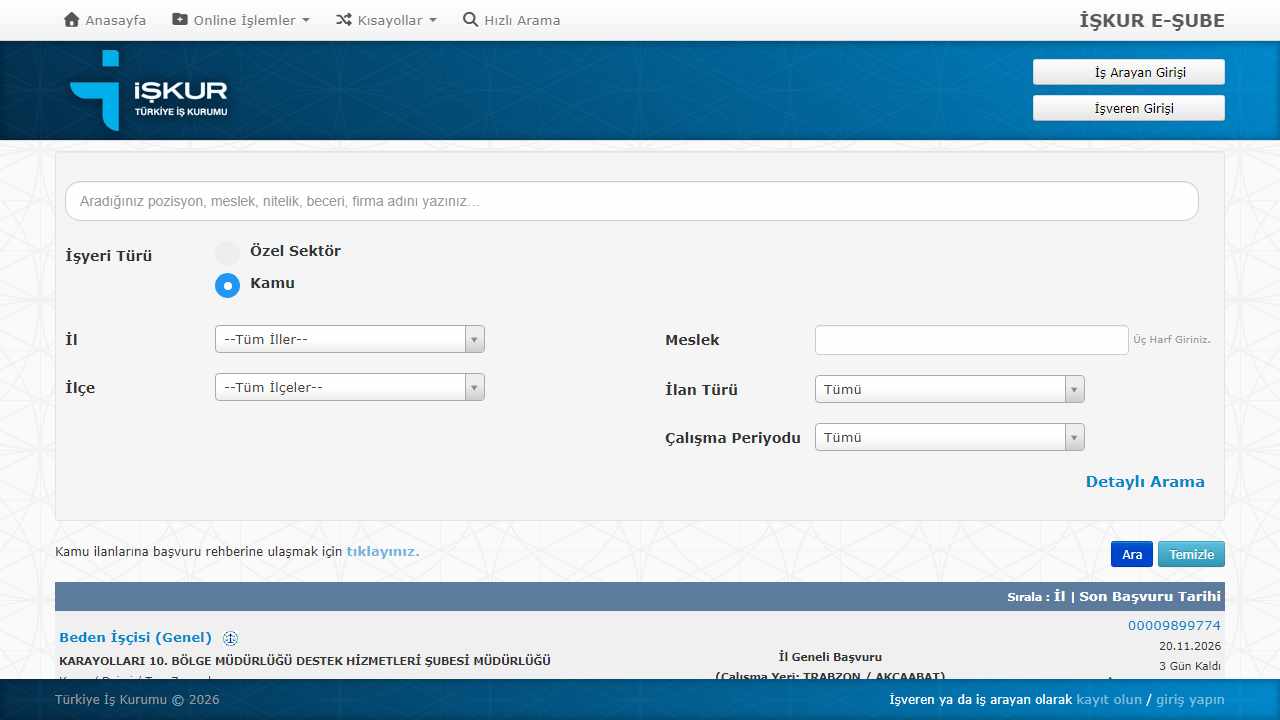 Anasayfa Online İşlemler Kısayollar Hızlı Arama İŞKUR E-ŞUBE
İŞKUR
TÜRKİYE İŞ KURUMU
İş Arayan Girişi
İşveren Girişi
Aradığınız pozisyon, meslek, nitelik, beceri, firma adını yazınız...
İşyeri Türü
Özel Sektör
Kamu
İl --Tüm İller-- Meslek Üç Harf Giriniz.
İlçe --Tüm İlçeler-- İlan Türü Tümü
Çalışma Periyodu Tümü
Detaylı Arama
Kamu ilanlarına başvuru rehberine ulaşmak için tıklayınız. Ara Temizle
Sırala : İl | Son Başvuru Tarihi
00009899774
Beden İşçisi (Genel)
20.11.2026
KARAYOLLARI 10. BÖLGE MÜDÜRLÜĞÜ DESTEK HİZMETLERİ ŞUBESİ MÜDÜRLÜĞÜ İl Geneli Başvuru
3 Gün Kaldı
(Çalışma Yeri: TRABZON / AKÇAABAT)
Türkiye İş Kurumu © 2026 İşveren ya da iş arayan olarak kayıt olun / giriş yapın